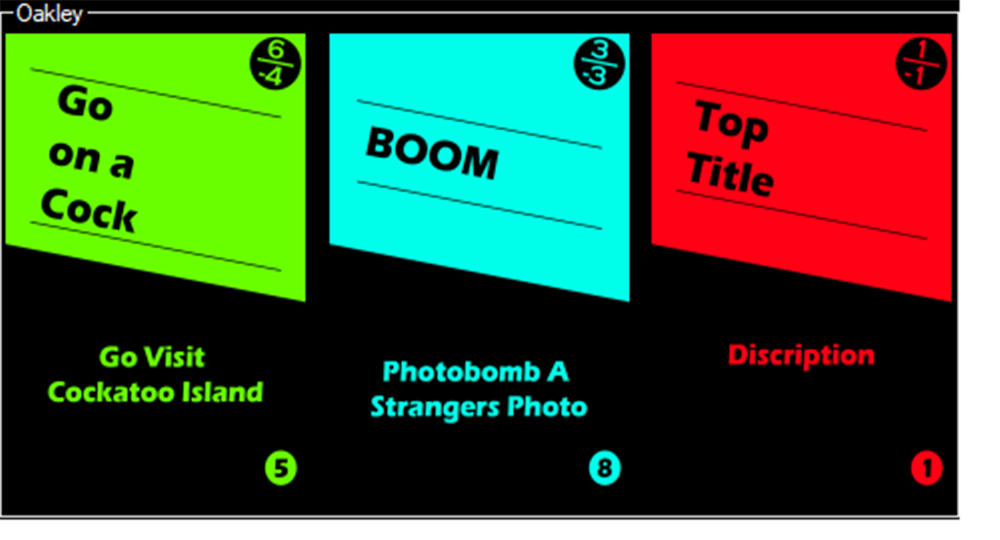 Oakley
6
-4
Go
on a
Cock
Go Visit
Cockatoo Island
5
3
-3
BOOM
Photobomb A
Strangers Photo
8
1
-1
Top
Title
Discription
1